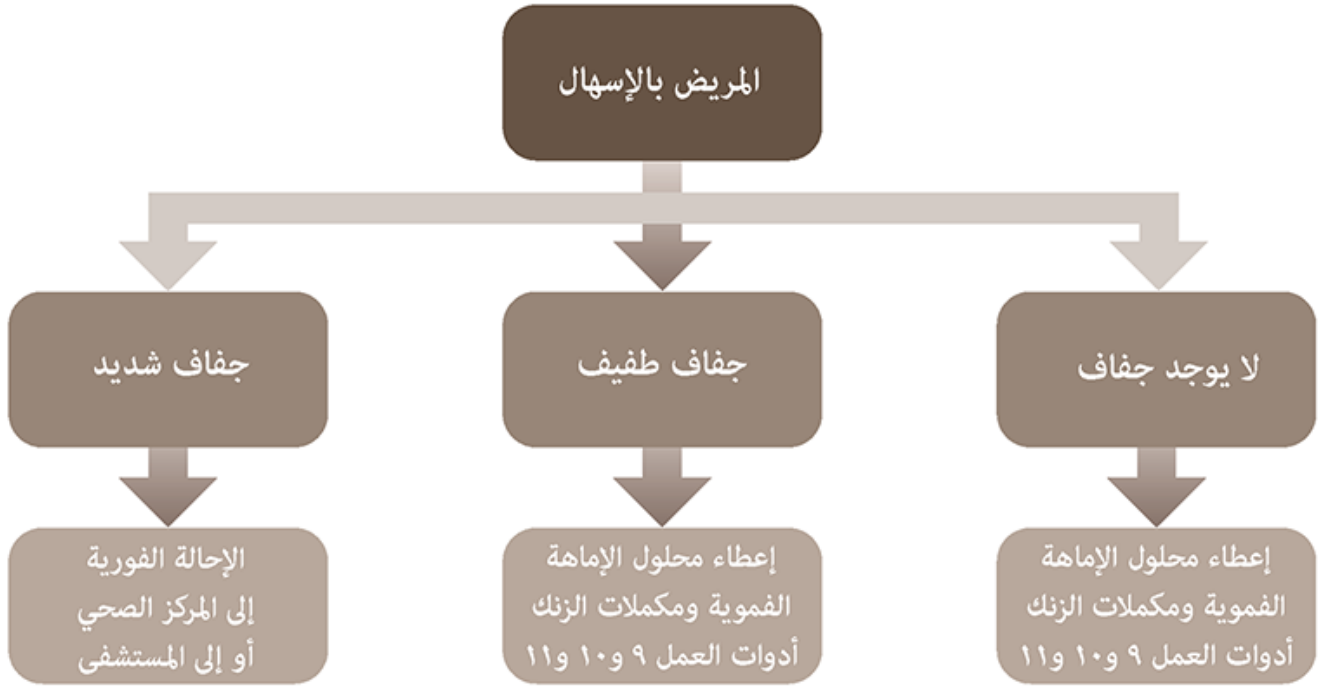 المريض بالإسهال
لا يوجد جفاف
جفاف طفيف
جفاف شديد
إعطاء محلول الإماهة
الفموية ومكملات الزنك
أدوات العمل ٩ و١٠ و١١
إعطاء محلول الإماهة
الفموية ومكملات الزنك
أدوات العمل ٩ و١٠ و١١
الإحالة الفورية
إلى المركز الصحي
أو إلى المستشفى